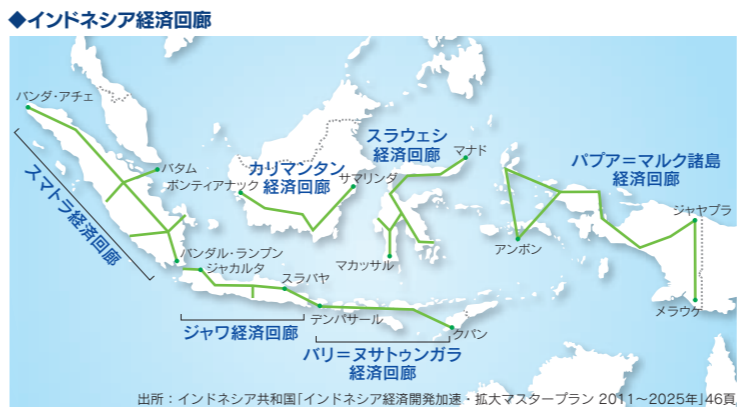 ◆インドネシア経済回廊
バンダ・アチェ
スマトラ経済回廊
バタム
ポンティアナック
カリマンタン
経済回廊
サマリンダ
スラウェシ
経済回廊
マナド
パプア＝マルク諸島
経済回廊
ジャヤプラ
アンボン
マカッサル
バンダル・ランプン
ジャカルタ
スラバヤ
デンパサール
クパン
メラウケ
ジャワ経済回廊
バリ＝ヌサトゥンガラ
経済回廊
出所：インドネシア共和国「インドネシア経済開発加速・拡大マスタープラン 2011～2025年」46頁